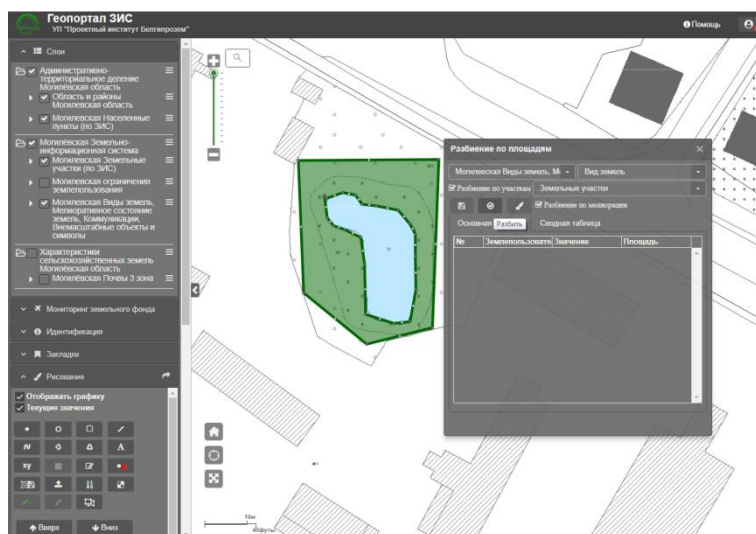 Геопортал ЗИС
УП "Проектный институт Белгипрозем"
Помощь
Слои
Административно-
территориальное деление
Могилёвская область
Область и районы
Могилевская область
Могилевская Населенные
пункты (по ЗИС)
Могилёвская Земельно-
информационная система
Могилевская Земельные
участки (по ЗИС)
Могилевская ограничения
землепользования
Могилевская Виды земель,
Мелиоративное состояние
земель, Коммуникации,
Внемасштабные объекты и
символы
Характеристики
сельскохозяйственных земель
Могилёвская область
Могилёвская Почвы 3 зона
Мониторинг земельного фонда
Идентификация
Закладки
Рисование
Отображать графику
Текущие значения
A
xy
Вверх
Вниз
10м
40футы
Разбиение по площадям
Могилевская Виды земель, М
Вид земель
Разбиение по участкам
Земельные участки
Разбиение по мелиорации
Основная
Разбить
Сводная таблица
№ Землепользовате Значение Площадь